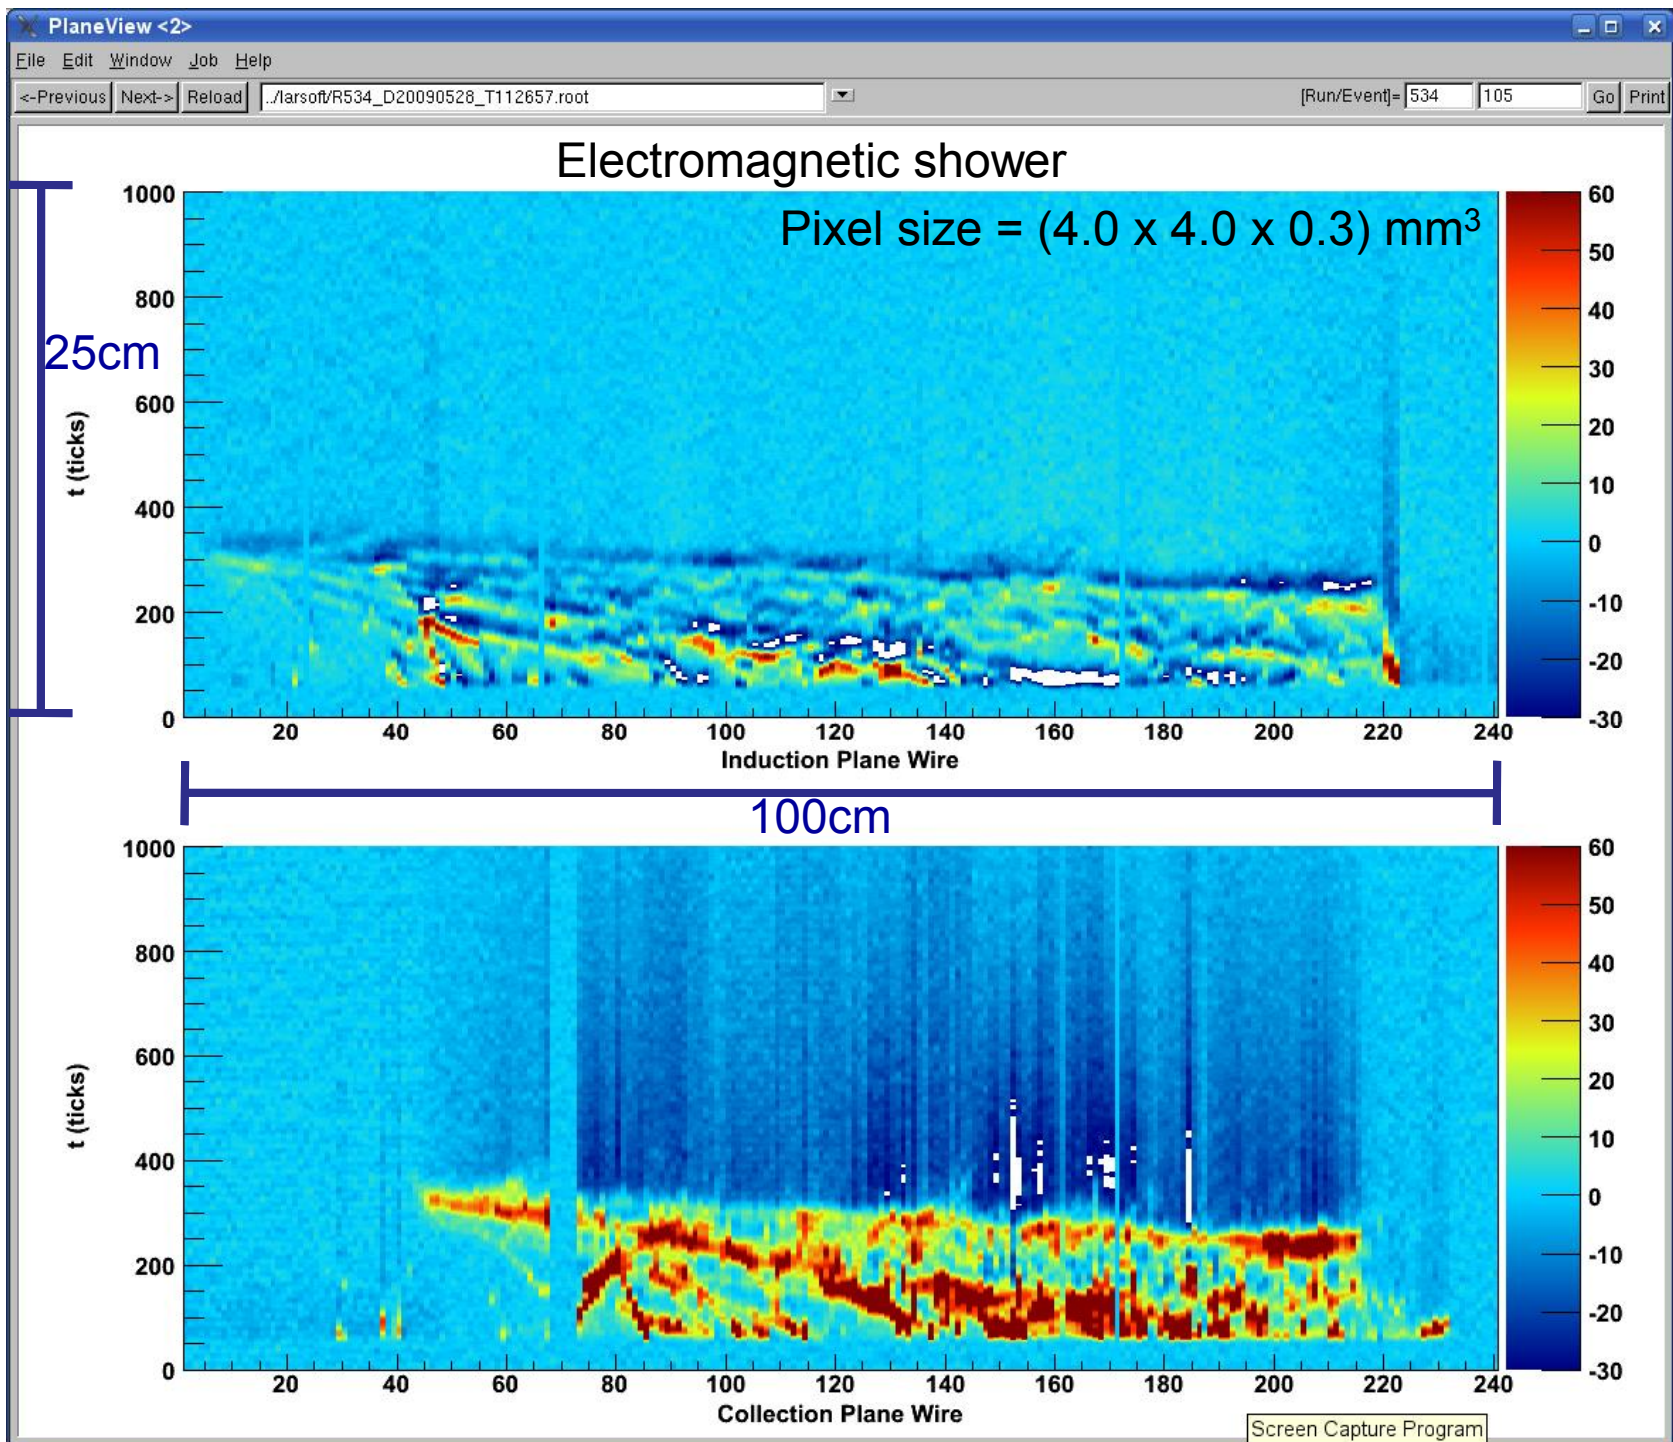 PlaneView <2>
File Edit Window Job Help
<-Previous Next-> Reload ../larsoft/R534_D20090528_T112657.root [Run/Event]= 534 105 Go Print
Electromagnetic shower
Pixel size = (4.0 x 4.0 x 0.3) mm³
25cm
t (ticks)
1000
800
600
400
200
0
20 40 60 80 100 120 140 160 180 200 220 240
Induction Plane Wire
60
50
40
30
20
10
0
-10
-20
-30
100cm
t (ticks)
1000
800
600
400
200
0
20 40 60 80 100 120 140 160 180 200 220 240
Collection Plane Wire
60
50
40
30
20
10
0
-10
-20
-30
Screen Capture Program